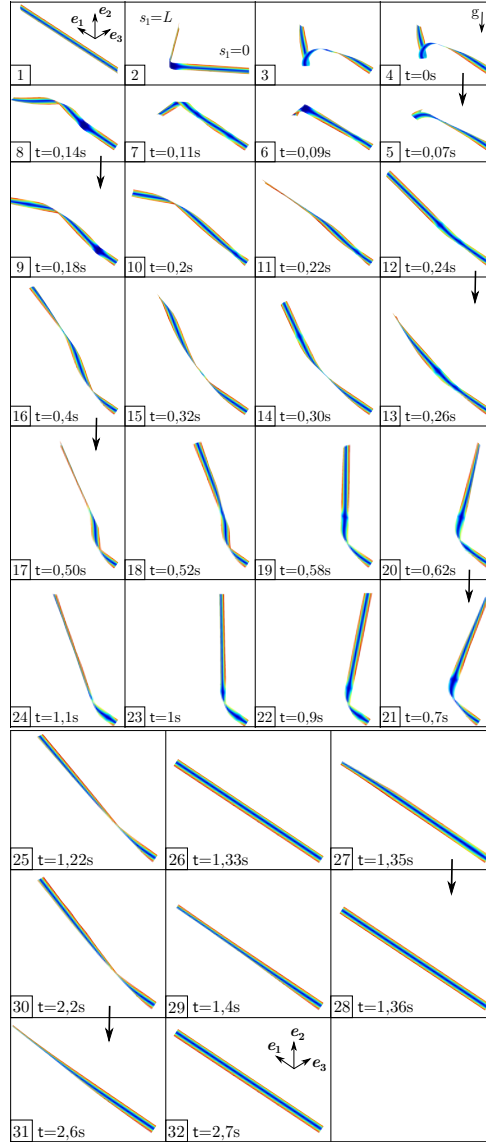 e₁ e₂ e₃
1
s₁=L
s₁=0
2
3
g
4 t=0s
8 t=0,14s
7 t=0,11s
6 t=0,09s
5 t=0,07s
9 t=0,18s
10 t=0,2s
11 t=0,22s
12 t=0,24s
16 t=0,4s
15 t=0,32s
14 t=0,30s
13 t=0,26s
17 t=0,50s
18 t=0,52s
19 t=0,58s
20 t=0,62s
24 t=1,1s
23 t=1s
22 t=0,9s
21 t=0,7s
25 t=1,22s
26 t=1,33s
27 t=1,35s
30 t=2,2s
29 t=1,4s
28 t=1,36s
31 t=2,6s
e₁ e₂ e₃
32 t=2,7s